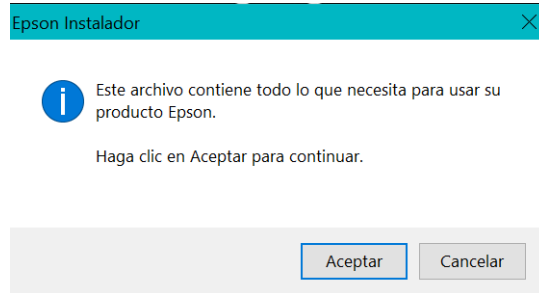 Epson Instalador
Este archivo contiene todo lo que necesita para usar su
producto Epson.
Haga clic en Aceptar para continuar.
Aceptar
Cancelar